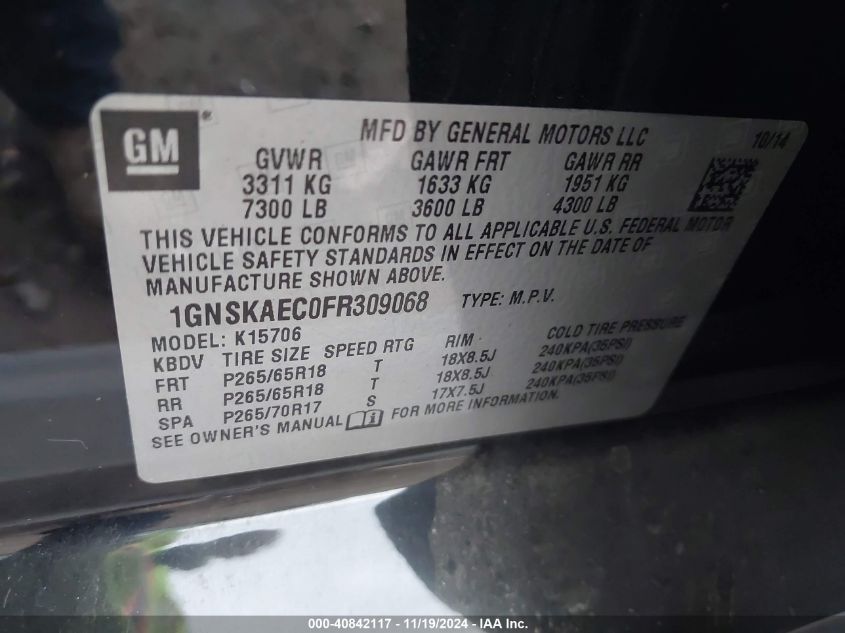 GM ®
MFD BY GENERAL MOTORS LLC 10/14
GVWR GAWR FRT GAWR RR
3311 KG 1633 KG 1951 KG
7300 LB 3600 LB 4300 LB
THIS VEHICLE CONFORMS TO ALL APPLICABLE U.S. FEDERAL MOTOR
VEHICLE SAFETY STANDARDS IN EFFECT ON THE DATE OF
MANUFACTURE SHOWN ABOVE.
1GNSKAEC0FR309068 TYPE: M.P.V.
MODEL: K15706
KBDV TIRE SIZE SPEED RTG RIM COLD TIRE PRESSURE
FRT P265/65R18 T 18X8.5J 240KPA(35PSI)
RR P265/65R18 T 18X8.5J 240KPA(35PSI)
SPA P265/70R17 S 17X7.5J 240KPA(35PSI)
SEE OWNER'S MANUAL FOR MORE INFORMATION.
000-40842117 - 11/19/2024 - IAA Inc.